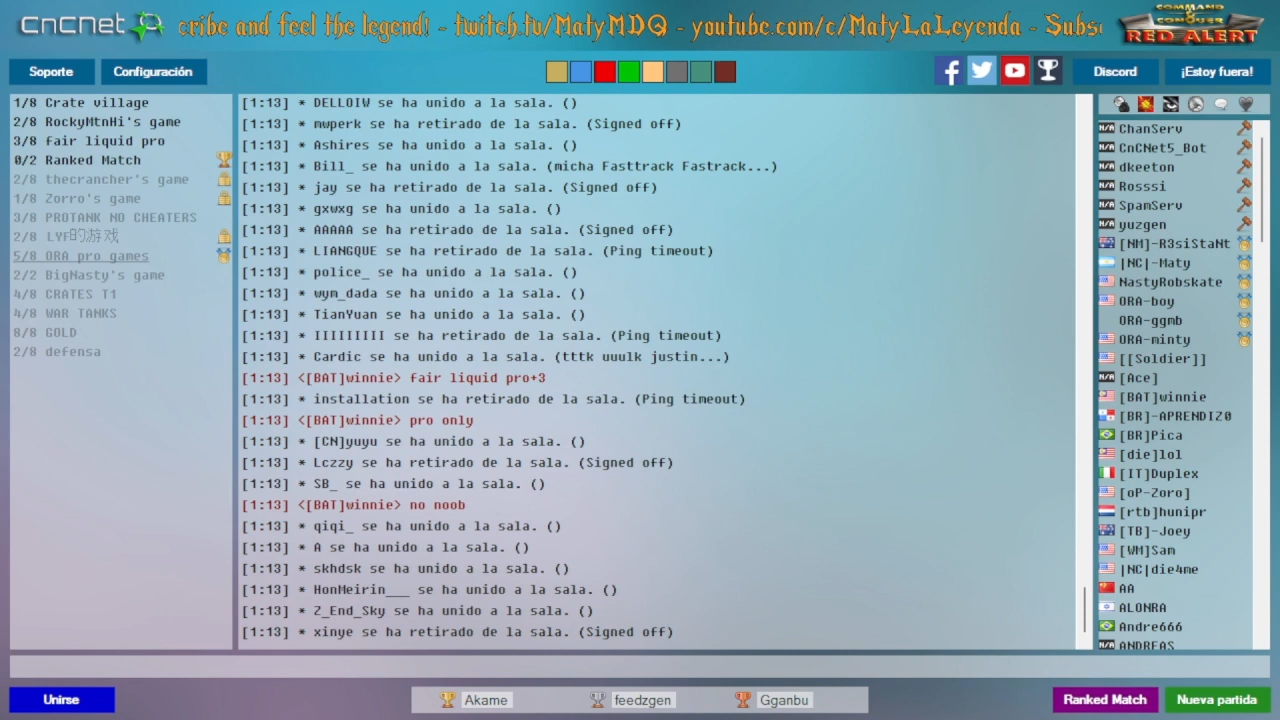 CnCNet
cribe and feel the legend! - twitch.tv/MatyMDQ - youtube.com/c/MatyLaLeyenda - Subs
COMMAND & CONQUER
RED ALERT
Soporte
Configuración
Discord
¡Estoy fuera!
1/8 Crate village
2/8 RockyMtnHi's game
3/8 fair liquid pro
0/2 Ranked Match
2/8 thecrancher's game
1/8 Zorro's game
3/8 PROTANK NO CHEATERS
2/8 LYF的游戏
5/8 ORA pro games
2/2 BigNasty's game
4/8 CRATES T1
4/8 WAR TANKS
8/8 GOLD
2/8 defensa
[1:13] * DELLOIW se ha unido a la sala. ()
[1:13] * mwperk se ha retirado de la sala. (Signed off)
[1:13] * Ashires se ha unido a la sala. ()
[1:13] * Bill_ se ha unido a la sala. (micha Fasttrack Fastrack...)
[1:13] * jay se ha retirado de la sala. (Signed off)
[1:13] * gxwxg se ha unido a la sala. ()
[1:13] * AAAAA se ha unido a la sala. (Signed off)
[1:13] * LIANGQUE se ha retirado de la sala. (Ping timeout)
[1:13] * police_ se ha unido a la sala. ()
[1:13] * wym_dada se ha unido a la sala. ()
[1:13] * TianYuan se ha unido a la sala. ()
[1:13] * IIIIIIIII se ha retirado de la sala. (Ping timeout)
[1:13] * Cardic se ha unido a la sala. (tttk uuulk justin...)
[1:13] <[BAT]winnie> fair liquid pro+3
[1:13] * installation se ha retirado de la sala. (Ping timeout)
[1:13] <[BAT]winnie> pro only
[1:13] * [CN]yuyu se ha unido a la sala. ()
[1:13] * Lczzy se ha retirado de la sala. (Signed off)
[1:13] * SB_ se ha unido a la sala. ()
[1:13] <[BAT]winnie> no noob
[1:13] * qiqi_ se ha unido a la sala. ()
[1:13] * A se ha unido a la sala. ()
[1:13] * skhdsk se ha unido a la sala. ()
[1:13] * HonMeirin___ se ha unido a la sala. ()
[1:13] * Z_End_Sky se ha unido a la sala. ()
[1:13] * xinye se ha retirado de la sala. (Signed off)
N/A ChanServ
N/A CnCNet5_Bot
N/A dkeeton
N/A Rosssi
N/A SpamServ
N/A yuzgen
[NM]-R3siStaNt
|NC|-Maty
NastyRobskate
ORA-boy
ORA-ggmb
ORA-minty
[[Soldier]]
N/A [Ace]
[BAT]winnie
[BR]-APRENDIZ0
[BR]Pica
[die]lol
[IT]Duplex
[oP-Zoro]
[rtb]hunipr
[TB]-Joey
[WM]Sam
|NC|die4me
AA
ALONRA
Andre666
N/A ANDREAS
Unirse
Akame
feedzgen
Gganbu
Ranked Match
Nueva partida